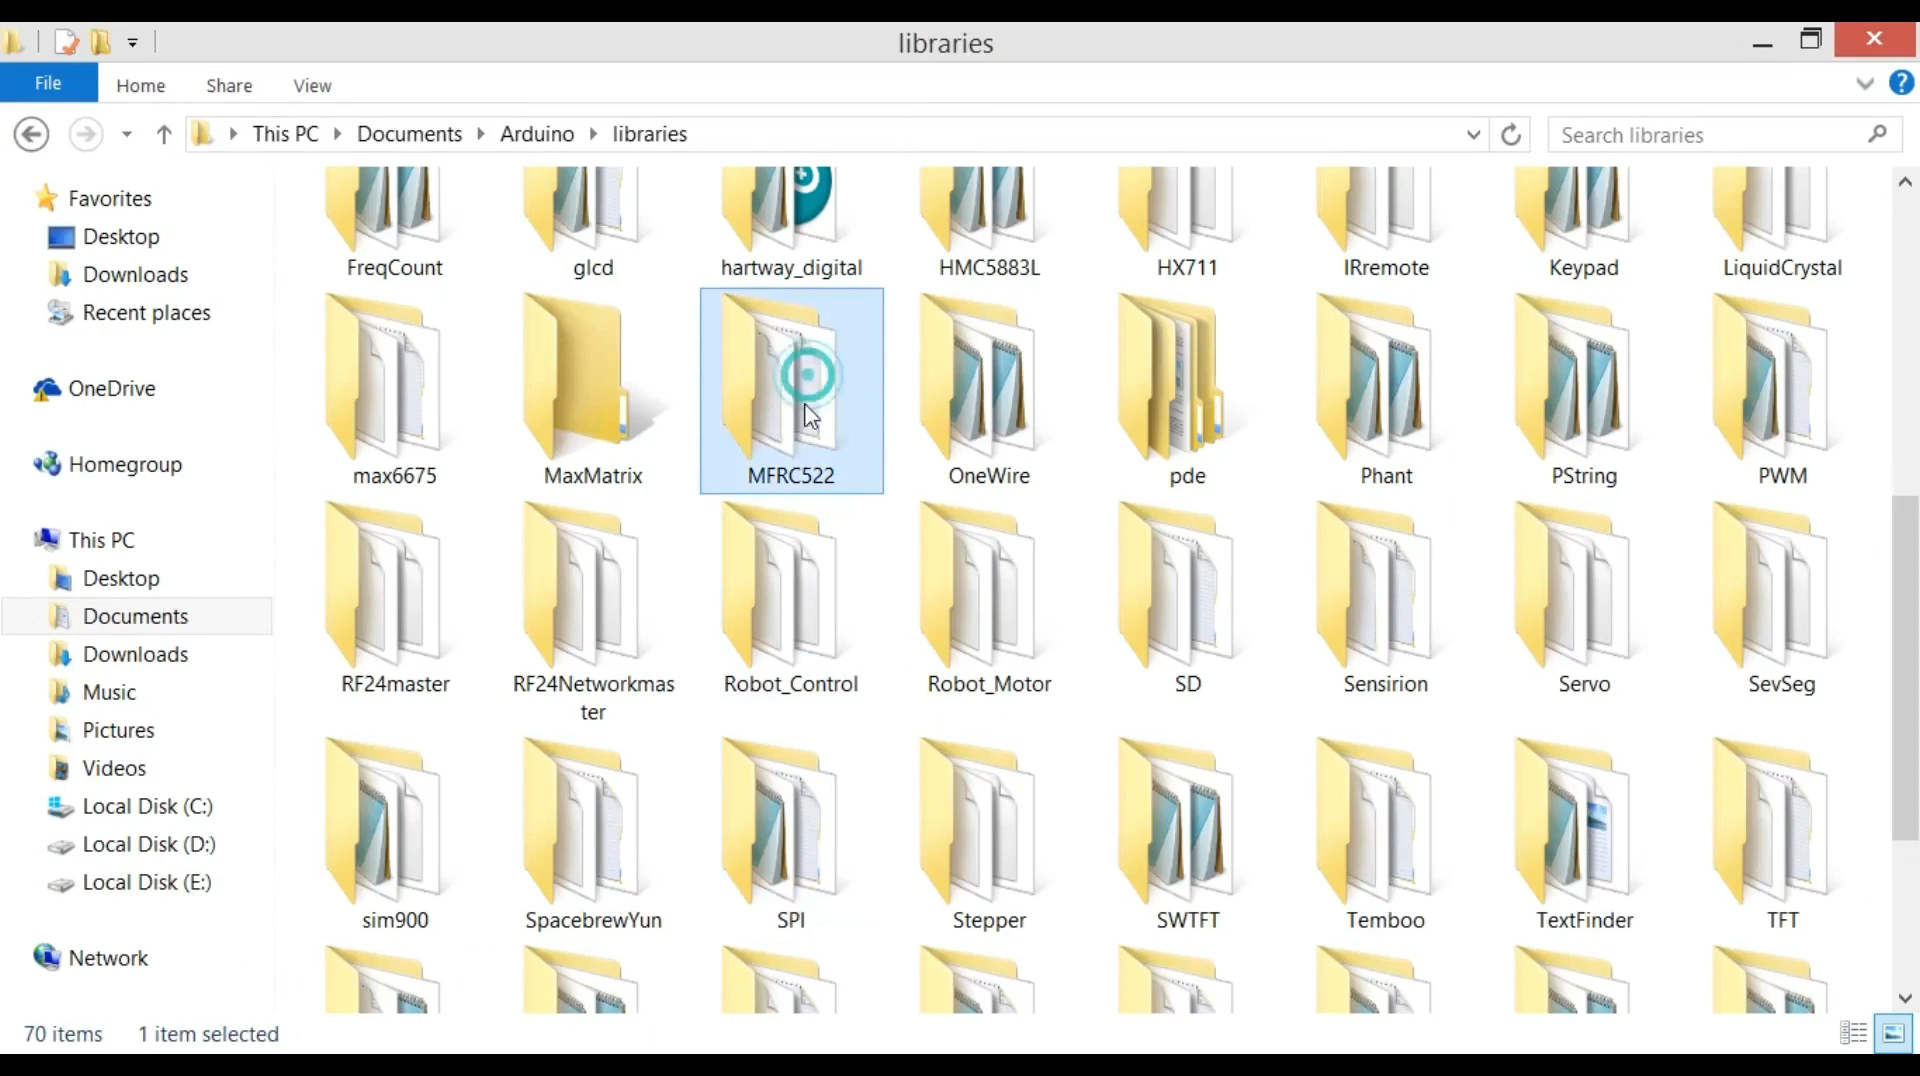 libraries
File
Home
Share
View
This PC
Documents
Arduino
libraries
Search libraries
Favorites
Desktop
Downloads
Recent places
OneDrive
Homegroup
This PC
Desktop
Documents
Downloads
Music
Pictures
Videos
Local Disk (C:)
Local Disk (D:)
Local Disk (E:)
Network
FreqCount
glcd
hartway_digital
HMC5883L
HX711
IRremote
Keypad
LiquidCrystal
max6675
MaxMatrix
MFRC522
OneWire
pde
Phant
PString
PWM
RF24master
RF24Networkmas
ter
Robot_Control
Robot_Motor
SD
Sensirion
Servo
SevSeg
sim900
SpacebrewYun
SPI
Stepper
SWTFT
Temboo
TextFinder
TFT
70 items
1 item selected